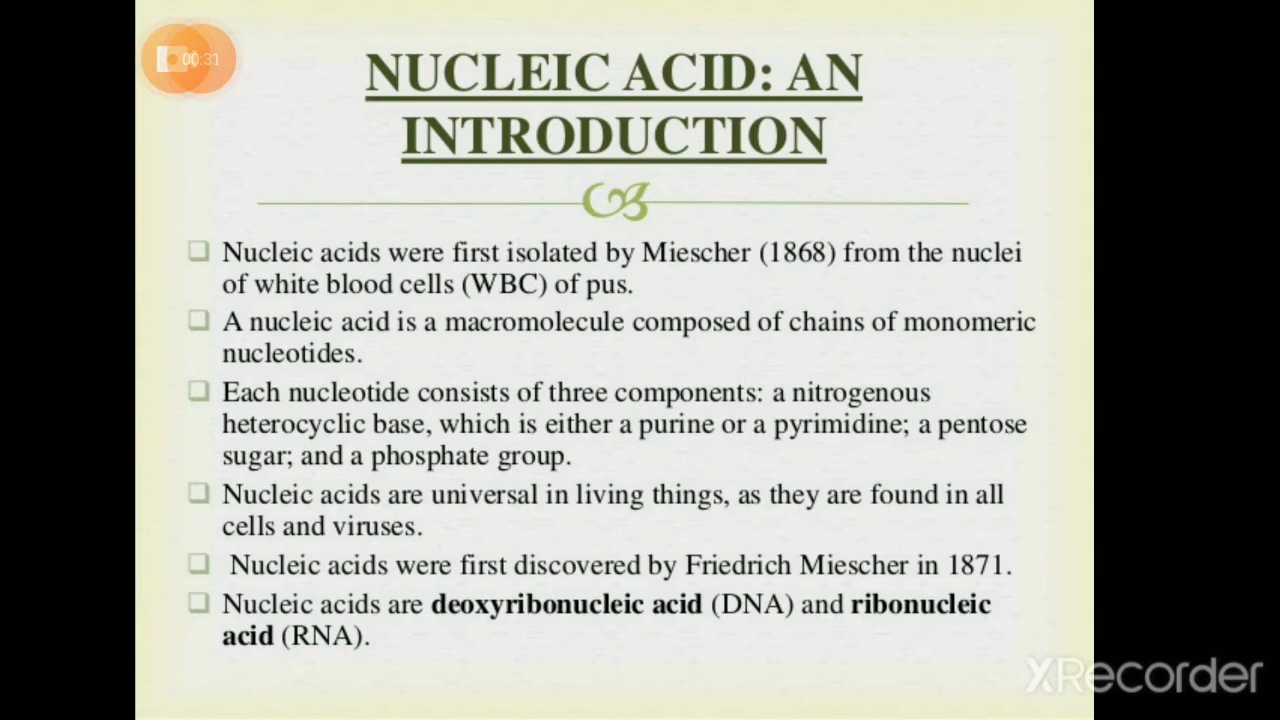 00:31
NUCLEIC ACID: AN
INTRODUCTION
Nucleic acids were first isolated by Miescher (1868) from the nuclei
of white blood cells (WBC) of pus.
A nucleic acid is a macromolecule composed of chains of monomeric
nucleotides.
Each nucleotide consists of three components: a nitrogenous
heterocyclic base, which is either a purine or a pyrimidine; a pentose
sugar; and a phosphate group.
Nucleic acids are universal in living things, as they are found in all
cells and viruses.
Nucleic acids were first discovered by Friedrich Miescher in 1871.
Nucleic acids are deoxyribonucleic acid (DNA) and ribonucleic
acid (RNA).
XRecorder